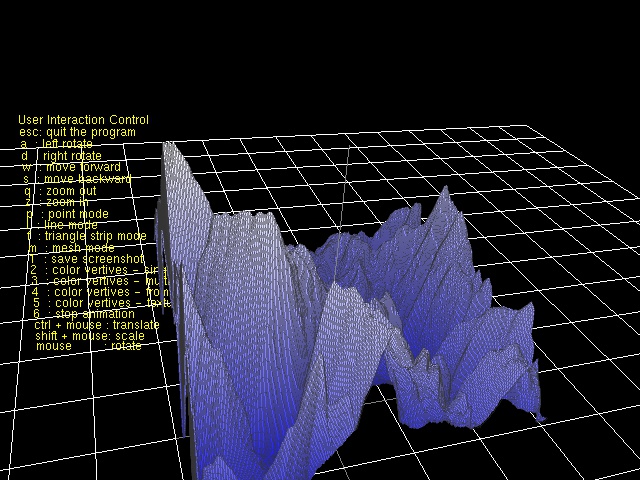 User Interaction Control
esc: quit the program
a : left rotate
d : right rotate
w : move forward
s : move backward
q : zoom out
z : zoom in
p : point mode
l : line mode
t : triangle strip mode
m : mesh mode
1 : save screenshot
2 : color vertives -
3 : color vertives -
4 : color vertives -
5 : color vertives -
6 : stop animation
ctrl + mouse : translate
shift + mouse: scale
mouse : rotate